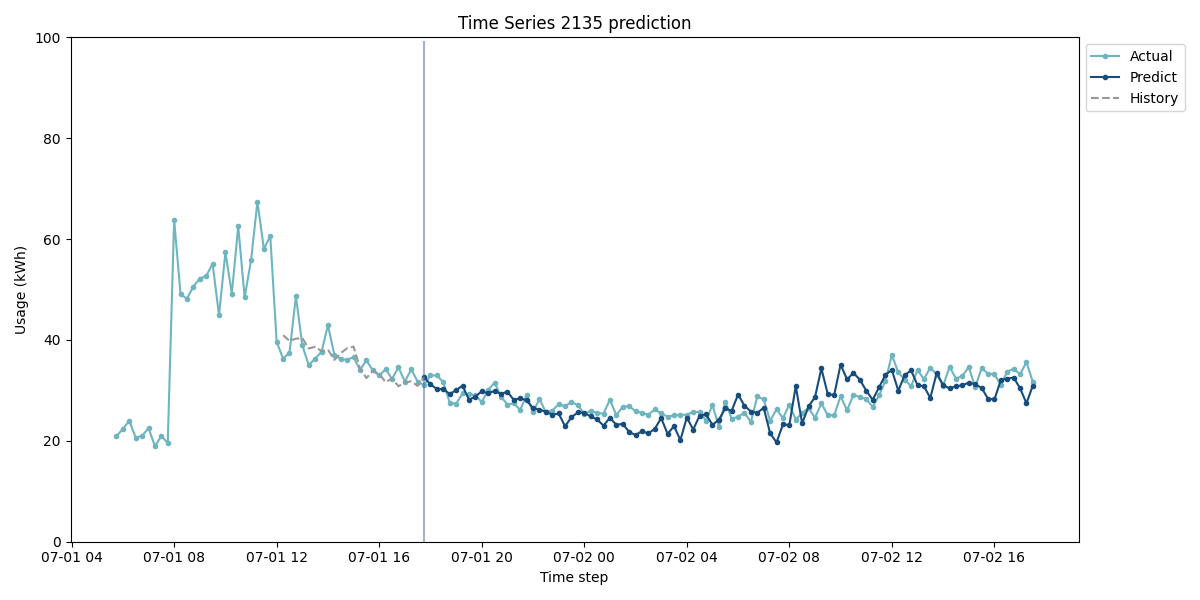 Time Series 2135 prediction
100
80
60
40
20
0
Usage (kWh)
07-01 04 07-01 08 07-01 12 07-01 16 07-01 20 07-02 00 07-02 04 07-02 08 07-02 12 07-02 16
Time step
Actual
Predict
History